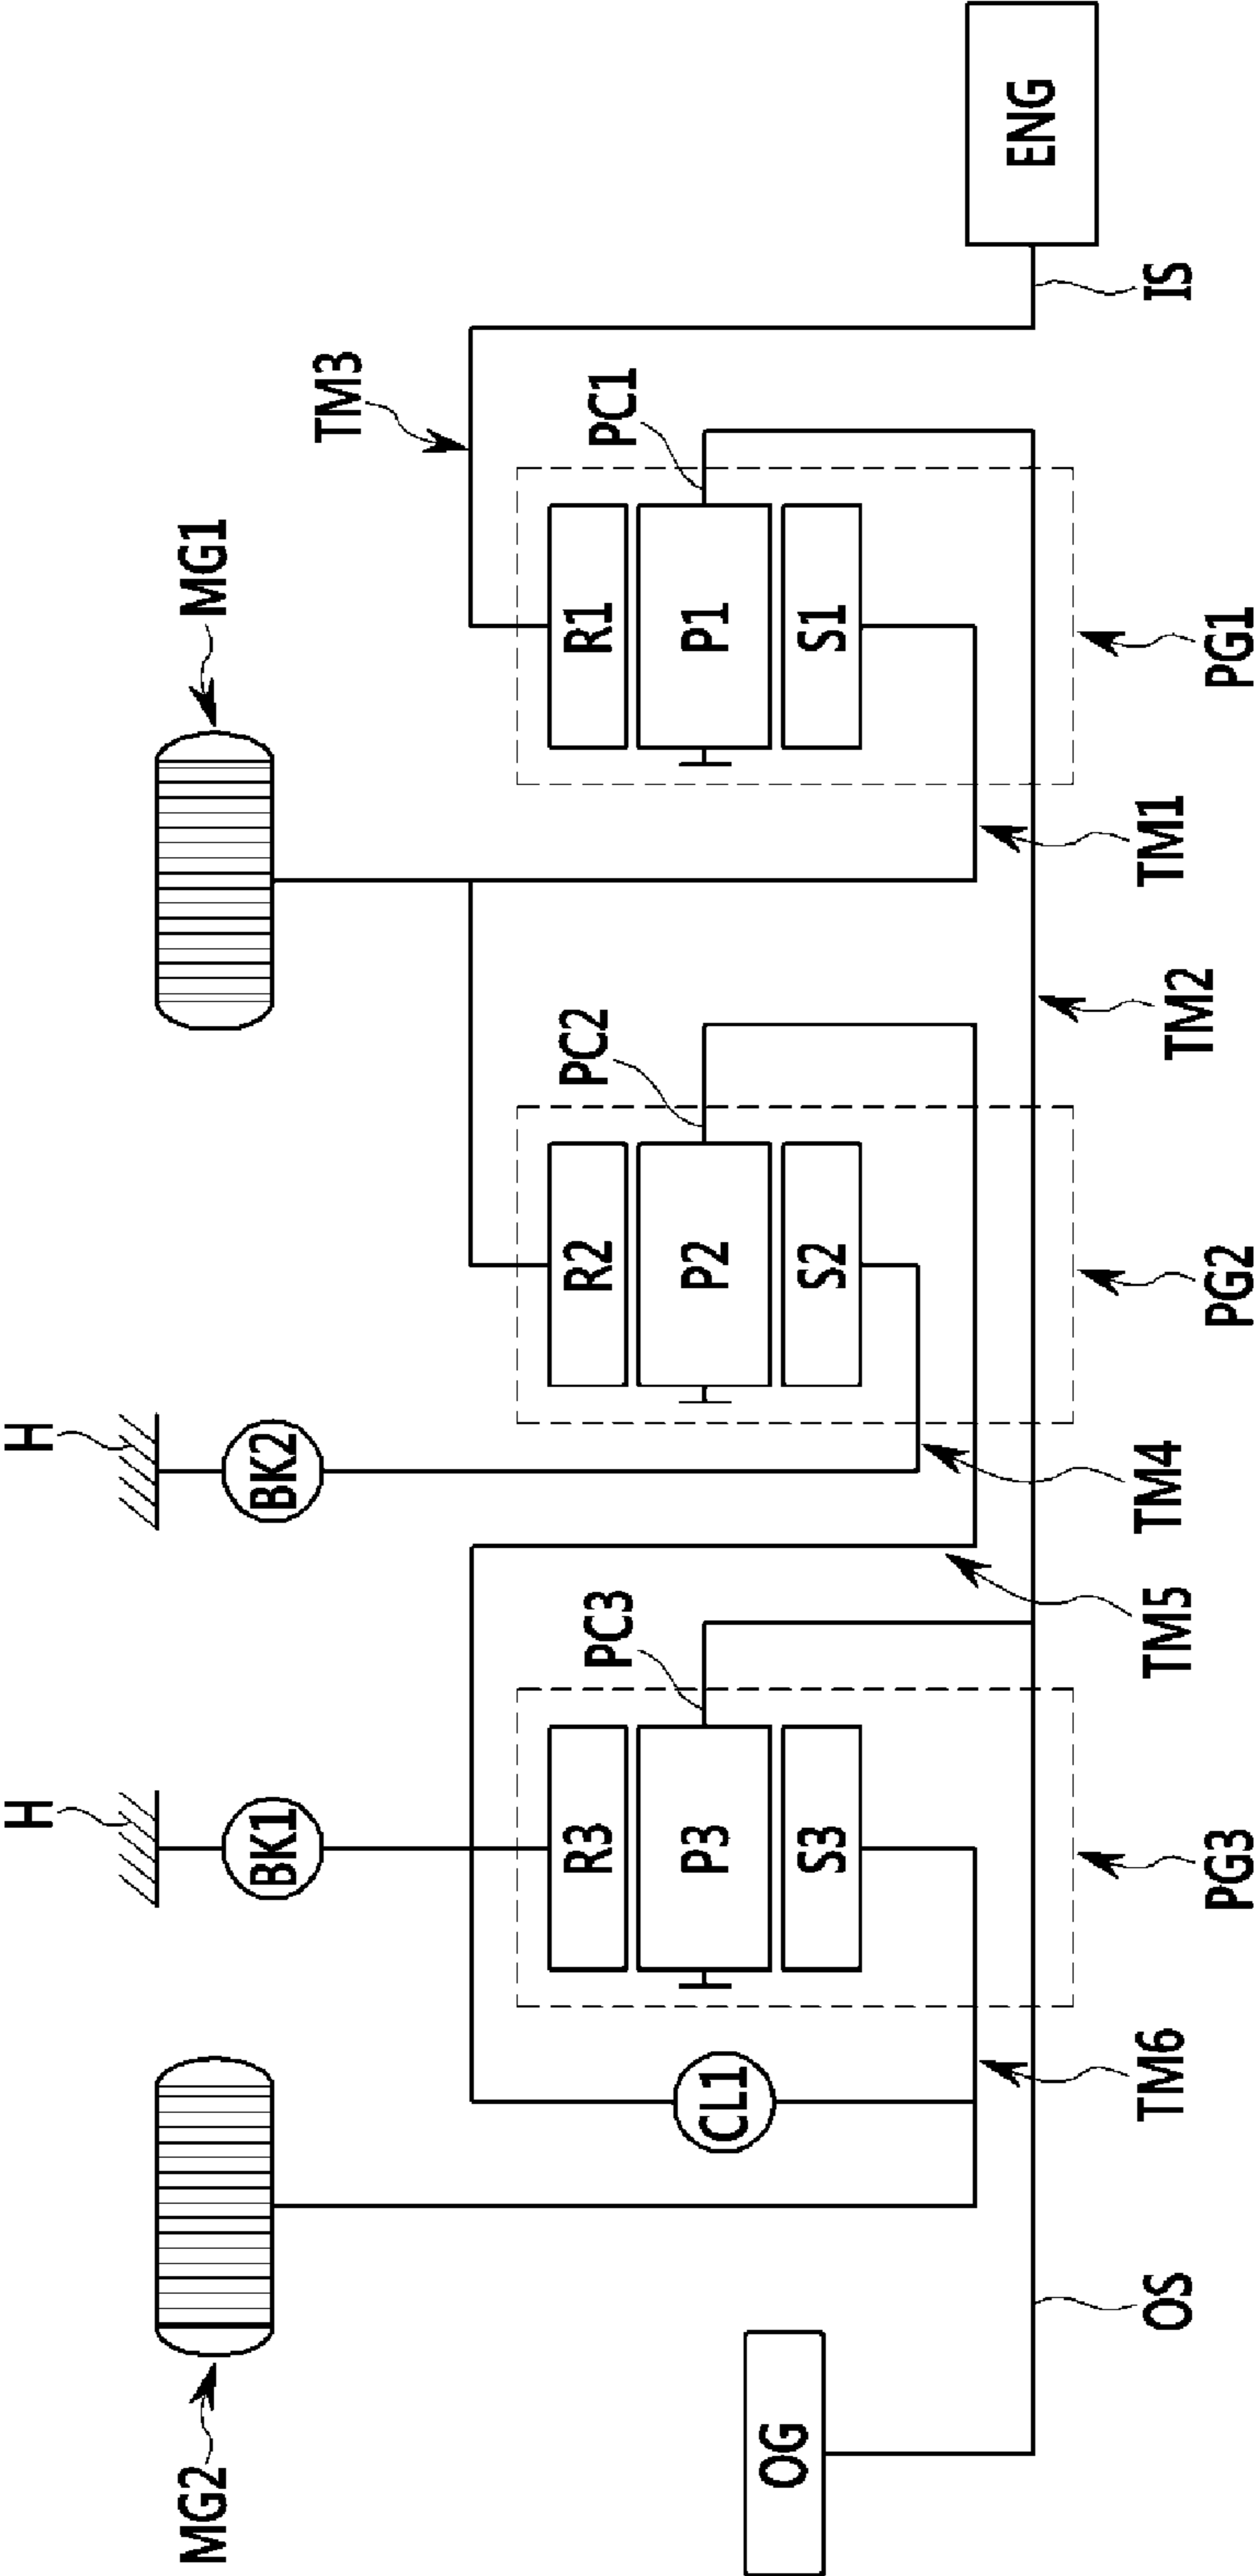 MG2
MG1
H
H
BK1
BK2
TM3
PC3
PC2
PC1
R3
R2
R1
P3
P2
P1
S3
S2
S1
CL1
OG
ENG
OS
TM6
TM5
TM4
TM2
TM1
IS
PG3
PG2
PG1